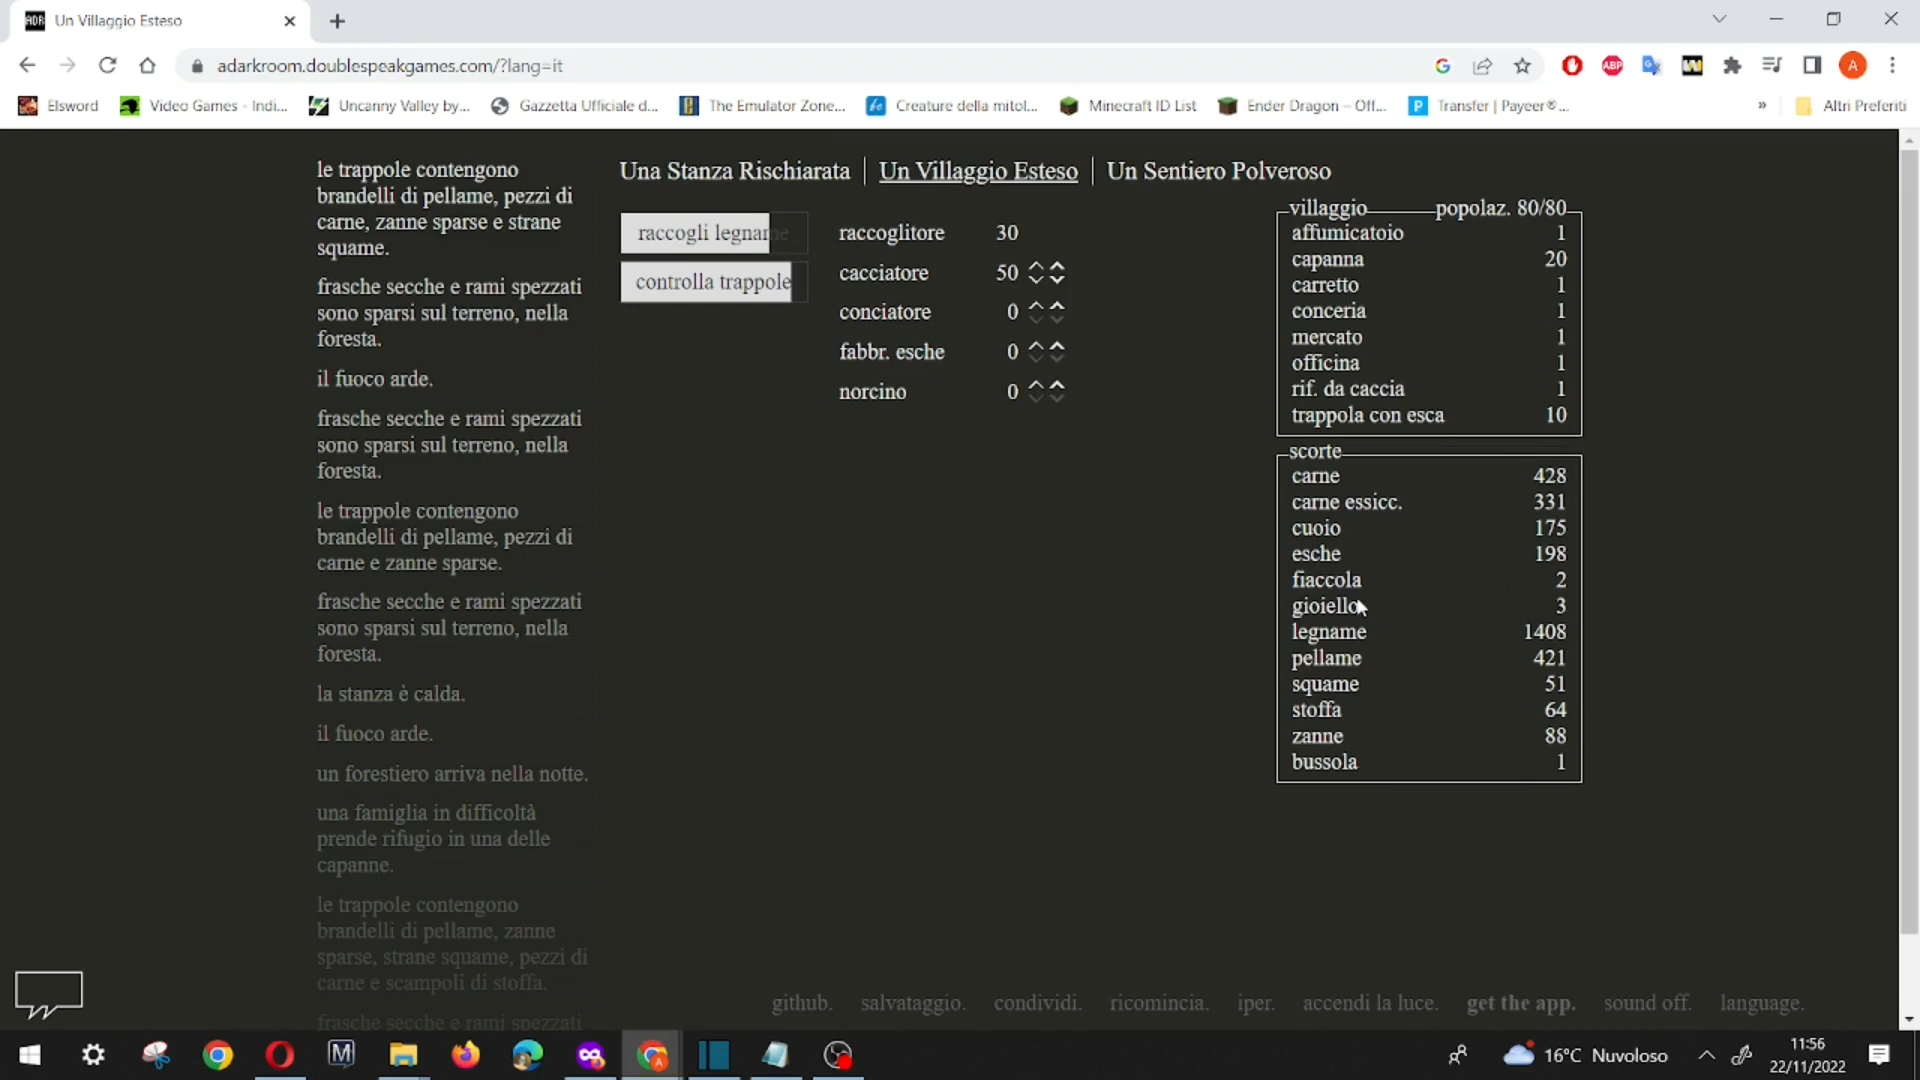 Un Villaggio Esteso
adarkroom.doublespeakgames.com/?lang=it
Elsword
Video Games - Indi...
Uncanny Valley by...
Gazzetta Ufficiale d...
The Emulator Zone...
Creature della mitol...
Minecraft ID List
Ender Dragon – Off...
Transfer | Payeer®...
»
Altri Preferiti
ABP
A
Una Stanza Rischiarata | Un Villaggio Esteso | Un Sentiero Polveroso
le trappole contengono
brandelli di pellame, pezzi di
carne, zanne sparse e strane
squame.
frasche secche e rami spezzati
sono sparsi sul terreno, nella
foresta.
il fuoco arde.
frasche secche e rami spezzati
sono sparsi sul terreno, nella
foresta.
le trappole contengono
brandelli di pellame, pezzi di
carne e zanne sparse.
frasche secche e rami spezzati
sono sparsi sul terreno, nella
foresta.
la stanza è calda.
il fuoco arde.
un forestiero arriva nella notte.
una famiglia in difficoltà
prende rifugio in una delle
capanne.
le trappole contengono
brandelli di pellame, zanne
sparse, strane squame, pezzi di
carne e scampoli di stoffa.
frasche secche e rami spezzati
raccogli legname
controlla trappole
raccoglitore 30
cacciatore 50
conciatore 0
fabbr. esche 0
norcino 0
villaggio popolaz. 80/80
affumicatoio 1
capanna 20
carretto 1
conceria 1
mercato 1
officina 1
rif. da caccia 1
trappola con esca 10
scorte
carne 428
carne essicc. 331
cuoio 175
esche 198
fiaccola 2
gioiello 3
legname 1408
pellame 421
squame 51
stoffa 64
zanne 88
bussola 1
github. salvataggio. condividi. ricomincia. iper. accendi la luce. get the app. sound off. language.
16°C Nuvoloso
11:56
22/11/2022